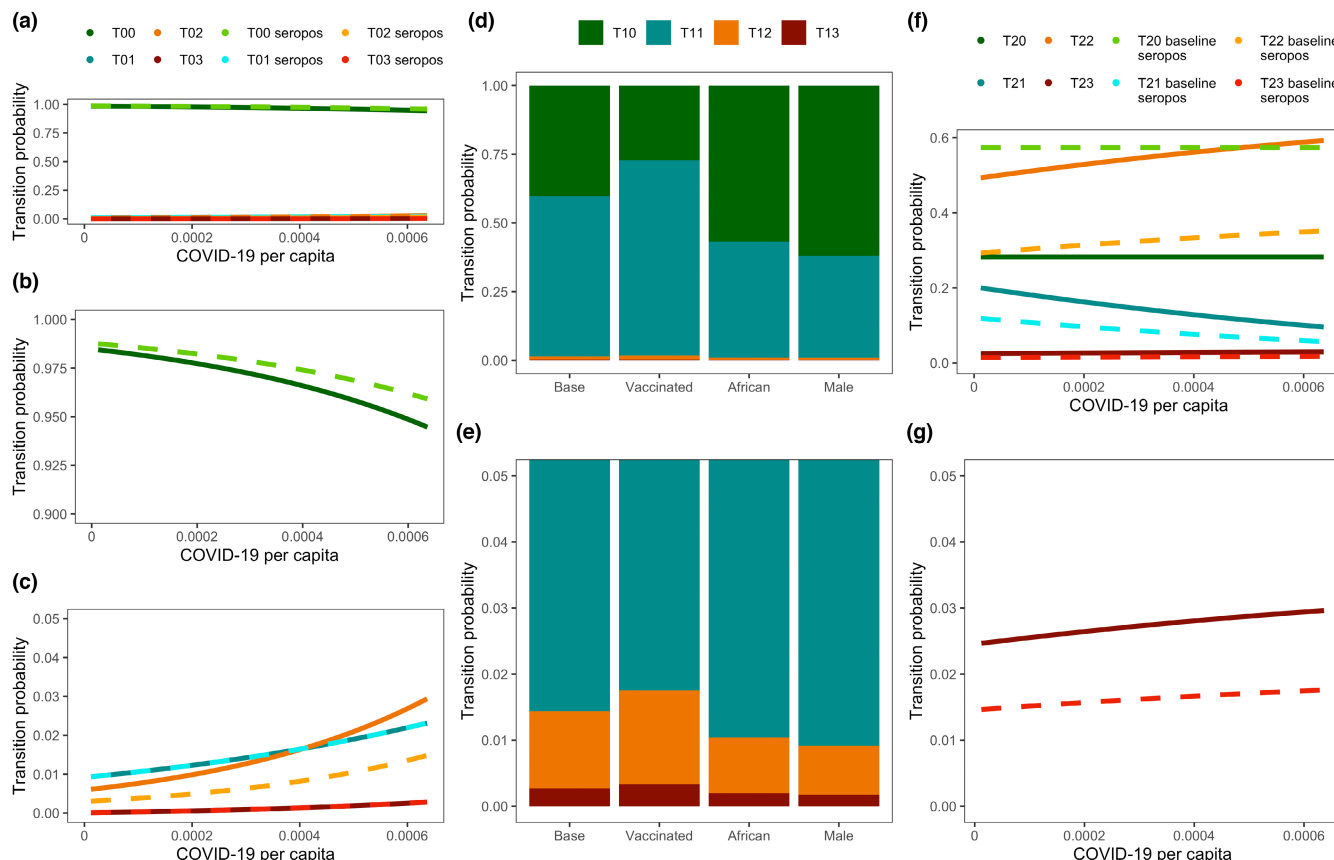 (a)
T00
T02
T00 seropos
T02 seropos
T01
T03
T01 seropos
T03 seropos
Transition probability
1.00
0.75
0.50
0.25
0.00
0
0.0002
0.0004
0.0006
COVID-19 per capita
(b)
Transition probability
1.000
0.975
0.950
0.925
0.900
0
0.0002
0.0004
0.0006
COVID-19 per capita
(c)
Transition probability
0.05
0.04
0.03
0.02
0.01
0.00
0
0.0002
0.0004
0.0006
COVID-19 per capita
(d)
T10
T11
T12
T13
Transition probability
1.00
0.75
0.50
0.25
0.00
Base
Vaccinated
African
Male
(e)
Transition probability
0.05
0.04
0.03
0.02
0.01
0.00
Base
Vaccinated
African
Male
(f)
T20
T22
T20 baseline
seropos
T22 baseline
seropos
T21
T23
T21 baseline
seropos
T23 baseline
seropos
Transition probability
0.6
0.4
0.2
0.0
0
0.0002
0.0004
0.0006
COVID-19 per capita
(g)
Transition probability
0.05
0.04
0.03
0.02
0.01
0.00
0
0.0002
0.0004
0.0006
COVID-19 per capita